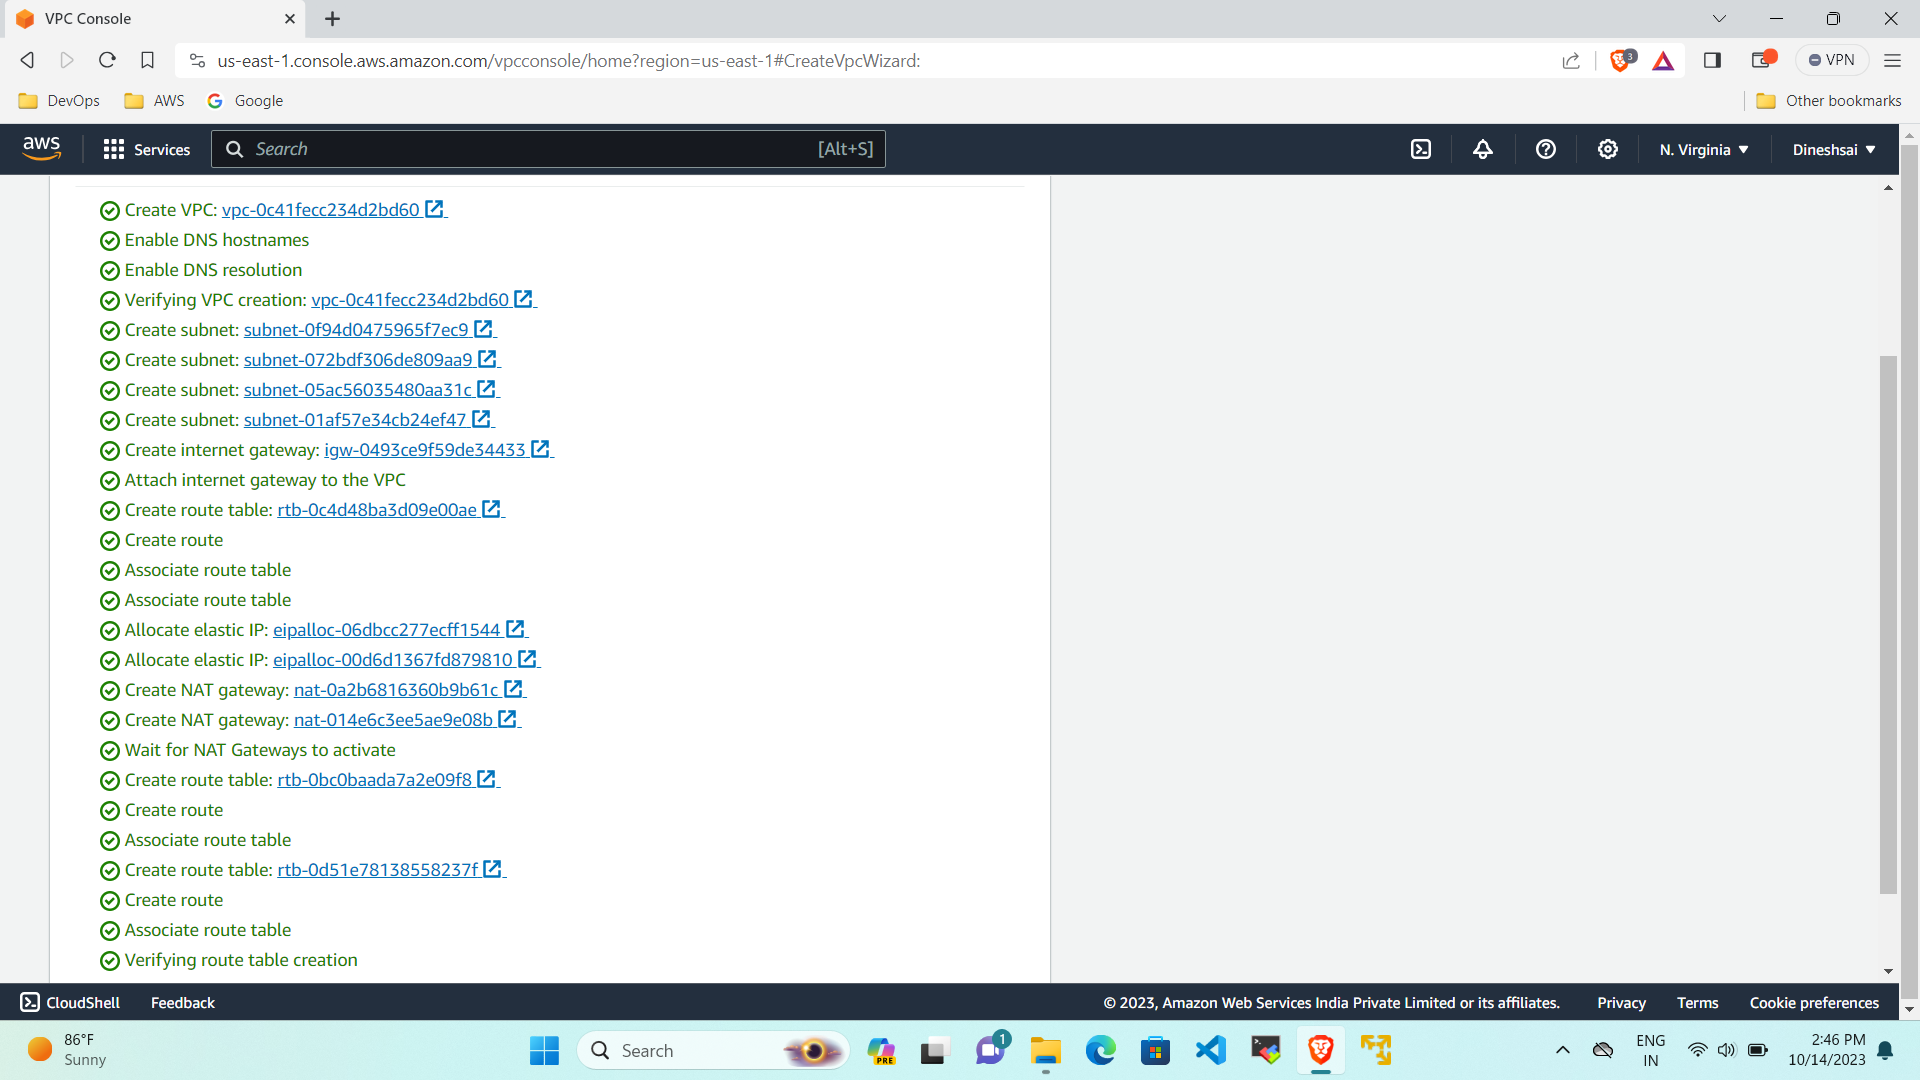 VPC Console
us-east-1.console.aws.amazon.com/vpcconsole/home?region=us-east-1#CreateVpcWizard:
3
VPN
DevOps
AWS
Google
Other bookmarks
aws
Services
Search
[Alt+S]
N. Virginia
Dineshsai
Create VPC: vpc-0c41fecc234d2bd60
Enable DNS hostnames
Enable DNS resolution
Verifying VPC creation: vpc-0c41fecc234d2bd60
Create subnet: subnet-0f94d0475965f7ec9
Create subnet: subnet-072bdf306de809aa9
Create subnet: subnet-05ac56035480aa31c
Create subnet: subnet-01af57e34cb24ef47
Create internet gateway: igw-0493ce9f59de34433
Attach internet gateway to the VPC
Create route table: rtb-0c4d48ba3d09e00ae
Create route
Associate route table
Associate route table
Allocate elastic IP: eipalloc-06dbcc277ecff1544
Allocate elastic IP: eipalloc-00d6d1367fd879810
Create NAT gateway: nat-0a2b6816360b9b61c
Create NAT gateway: nat-014e6c3ee5ae9e08b
Wait for NAT Gateways to activate
Create route table: rtb-0bc0baada7a2e09f8
Create route
Associate route table
Create route table: rtb-0d51e78138558237f
Create route
Associate route table
Verifying route table creation
CloudShell
Feedback
© 2023, Amazon Web Services India Private Limited or its affiliates.
Privacy
Terms
Cookie preferences
86°F
Sunny
Search
PRE
1
ENG
IN
2:46 PM
10/14/2023